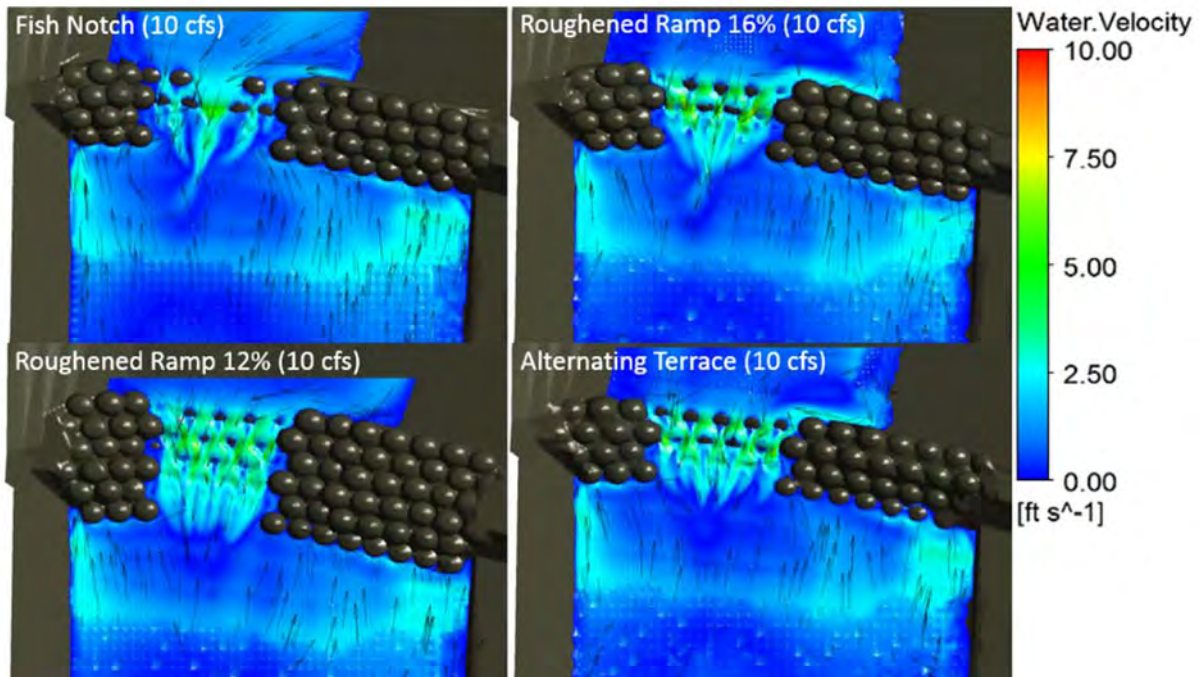 Fish Notch (10 cfs)
Roughened Ramp 16% (10 cfs)
Water.Velocity
10.00
7.50
5.00
2.50
0.00
[ft s^-1]
Roughened Ramp 12% (10 cfs)
Alternating Terrace (10 cfs)